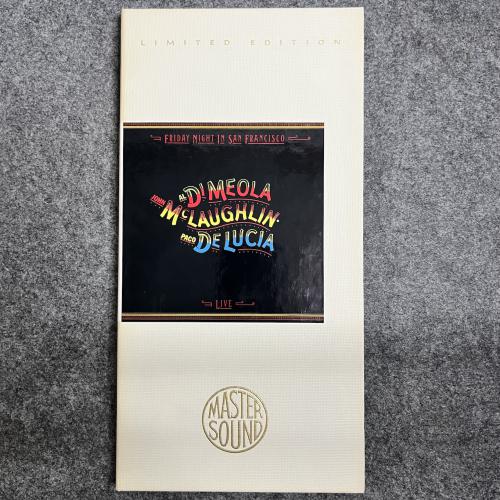 LIMITED EDITION
FRIDAY NIGHT IN SAN FRANCISCO
AL DI MEOLA
JOHN McLAUGHLIN.
PACO DE LUCIA
LIVE
MASTER
SOUND